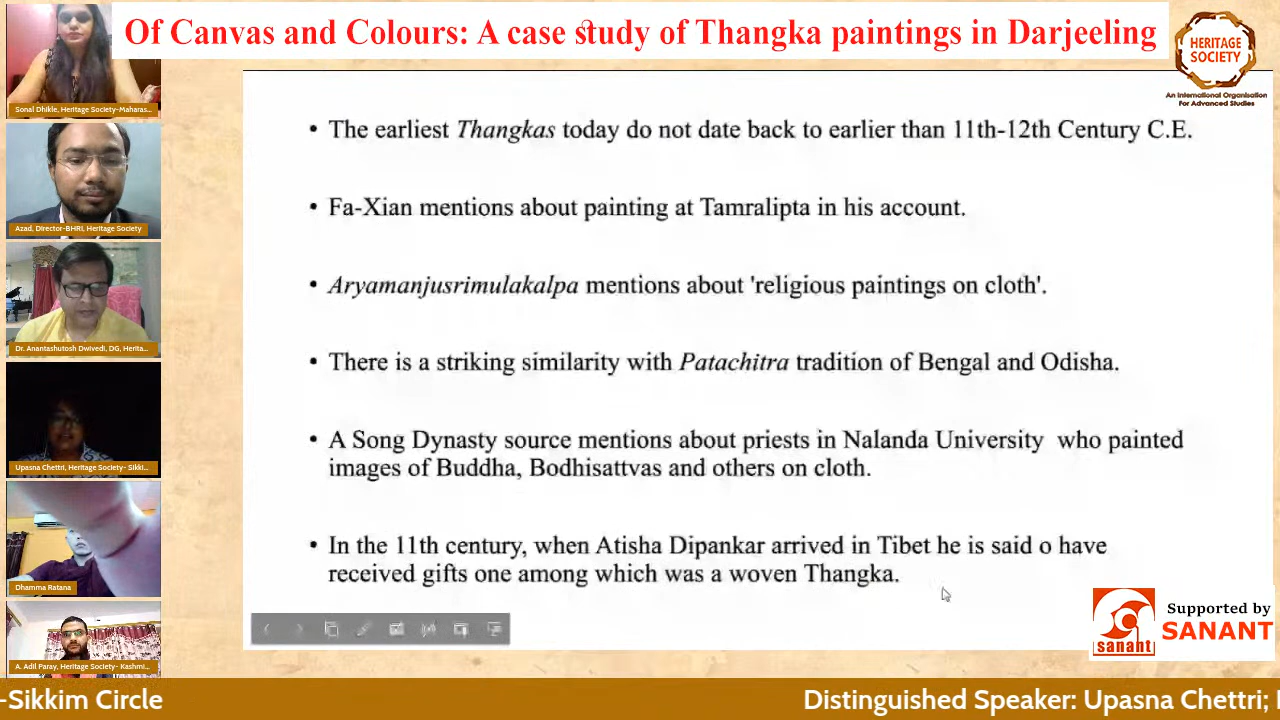 Of Canvas and Colours: A case study of Thangka paintings in Darjeeling
HERITAGE
SOCIETY
An International Organisation
For Advanced Studies
Sonal Dhikle, Heritage Society-Maharas...
Azad, Director-BHRI, Heritage Society
Dr. Anantashutosh Dwivedi, DG, Herita...
Upasna Chettri, Heritage Society- Sikki...
Dhamma Ratana
A. Adil Paray, Heritage Society- Kashmi...
• The earliest Thangkas today do not date back to earlier than 11th-12th Century C.E.
• Fa-Xian mentions about painting at Tamralipta in his account.
• Aryamanjusrimulakalpa mentions about 'religious paintings on cloth'.
• There is a striking similarity with Patachitra tradition of Bengal and Odisha.
• A Song Dynasty source mentions about priests in Nalanda University who painted
images of Buddha, Bodhisattvas and others on cloth.
• In the 11th century, when Atisha Dipankar arrived in Tibet he is said o have
received gifts one among which was a woven Thangka.
sanant
Supported by
SANANT
-Sikkim Circle
Distinguished Speaker: Upasna Chettri;